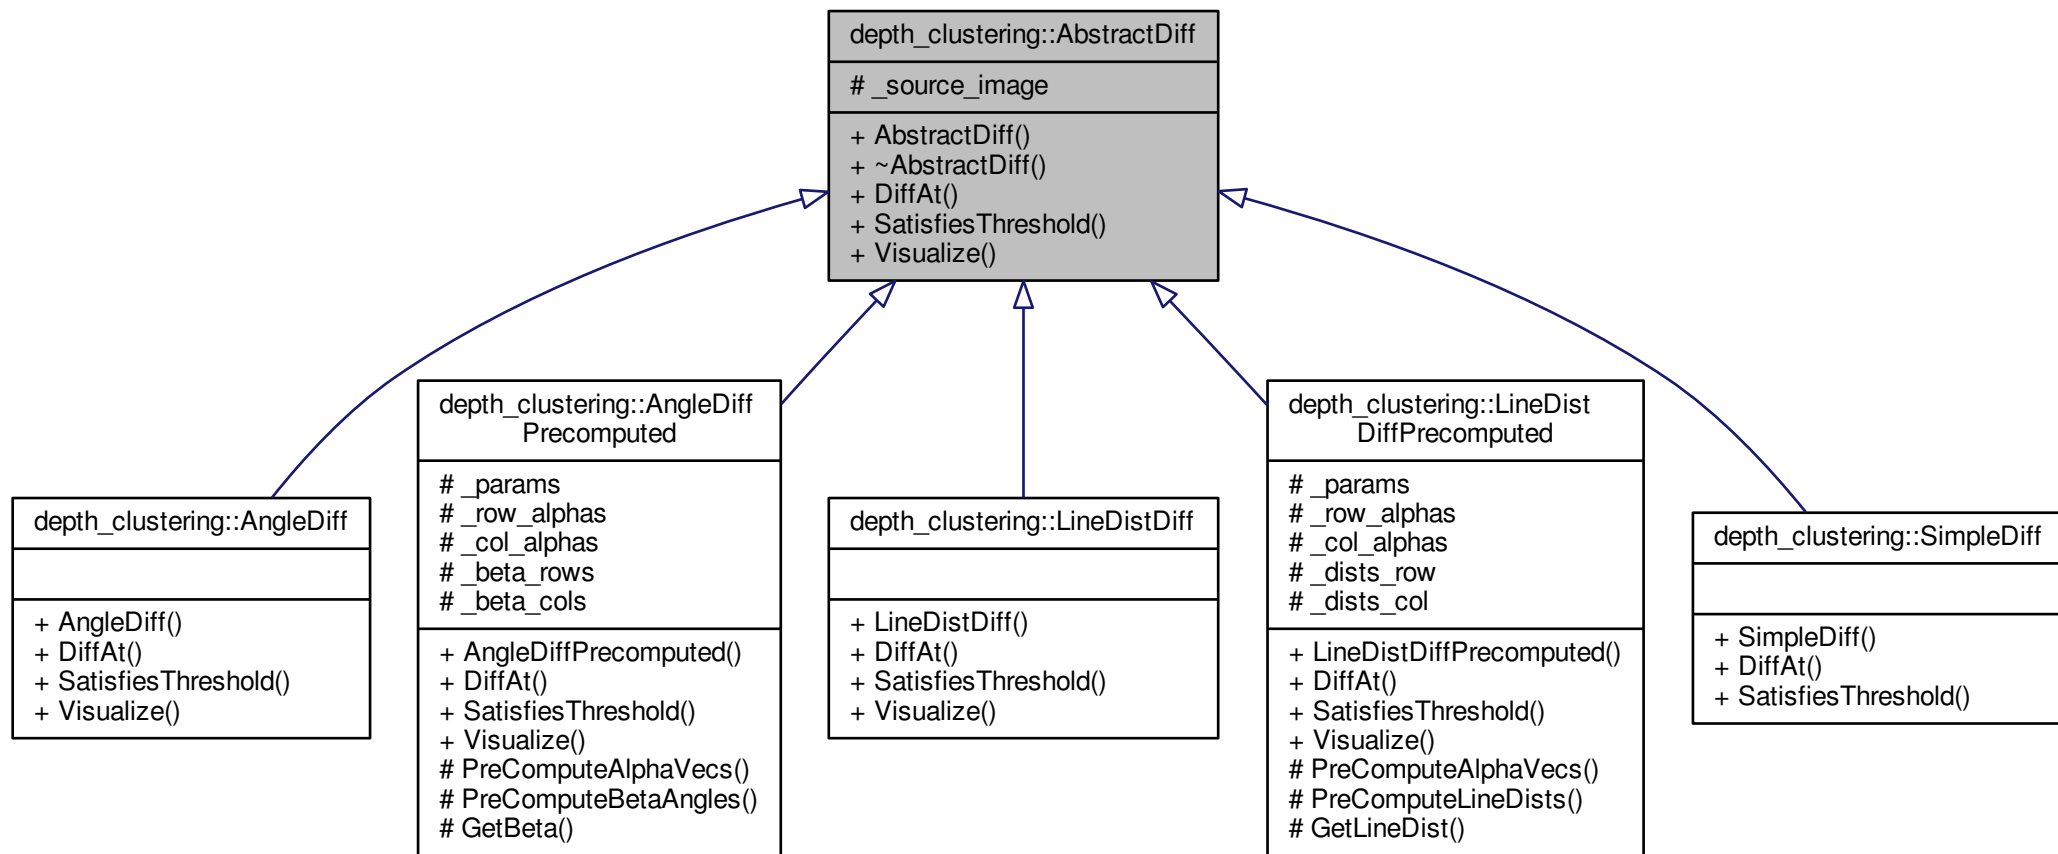 depth_clustering::AbstractDiff
# _source_image
+ AbstractDiff()
+ ~AbstractDiff()
+ DiffAt()
+ SatisfiesThreshold()
+ Visualize()
depth_clustering::AngleDiff
+ AngleDiff()
+ DiffAt()
+ SatisfiesThreshold()
+ Visualize()
depth_clustering::AngleDiff
Precomputed
# _params
# _row_alphas
# _col_alphas
# _beta_rows
# _beta_cols
+ AngleDiffPrecomputed()
+ DiffAt()
+ SatisfiesThreshold()
+ Visualize()
# PreComputeAlphaVecs()
# PreComputeBetaAngles()
# GetBeta()
depth_clustering::LineDistDiff
+ LineDistDiff()
+ DiffAt()
+ SatisfiesThreshold()
+ Visualize()
depth_clustering::LineDist
DiffPrecomputed
# _params
# _row_alphas
# _col_alphas
# _dists_row
# _dists_col
+ LineDistDiffPrecomputed()
+ DiffAt()
+ SatisfiesThreshold()
+ Visualize()
# PreComputeAlphaVecs()
# PreComputeLineDists()
# GetLineDist()
depth_clustering::SimpleDiff
+ SimpleDiff()
+ DiffAt()
+ SatisfiesThreshold()